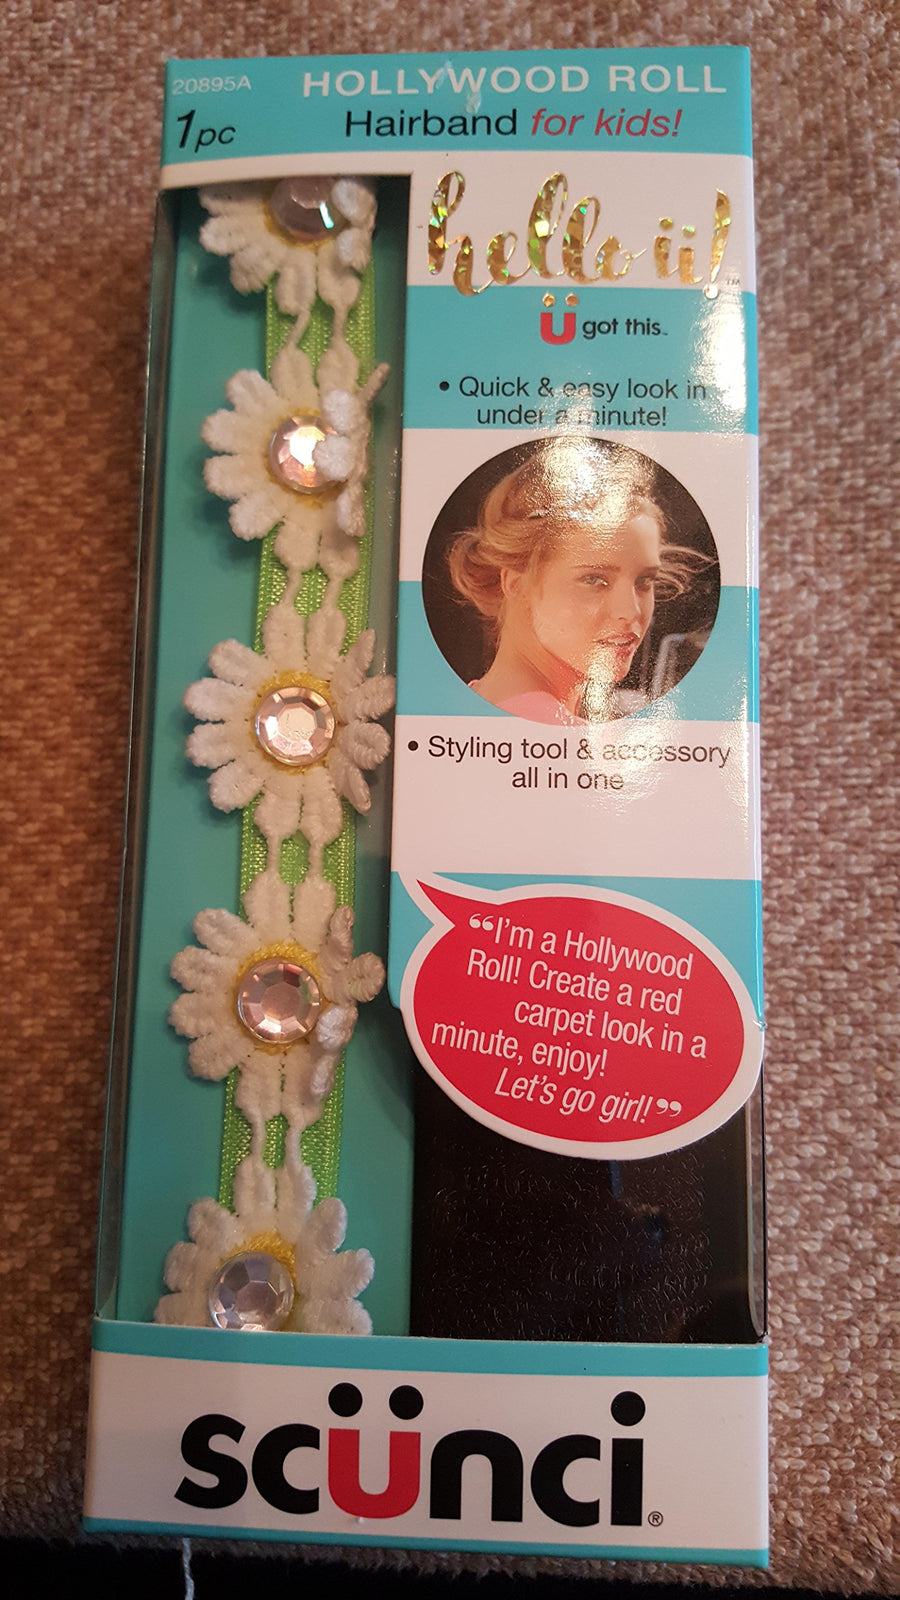 20895A
HOLLYWOOD ROLL
1pc
Hairband for kids!
hello ü!™
Ü got this™
• Quick & easy look in
under a minute!
• Styling tool & accessory
all in one
“I'm a Hollywood
Roll! Create a red
carpet look in a
minute, enjoy!
Let's go girl!”
scünci®